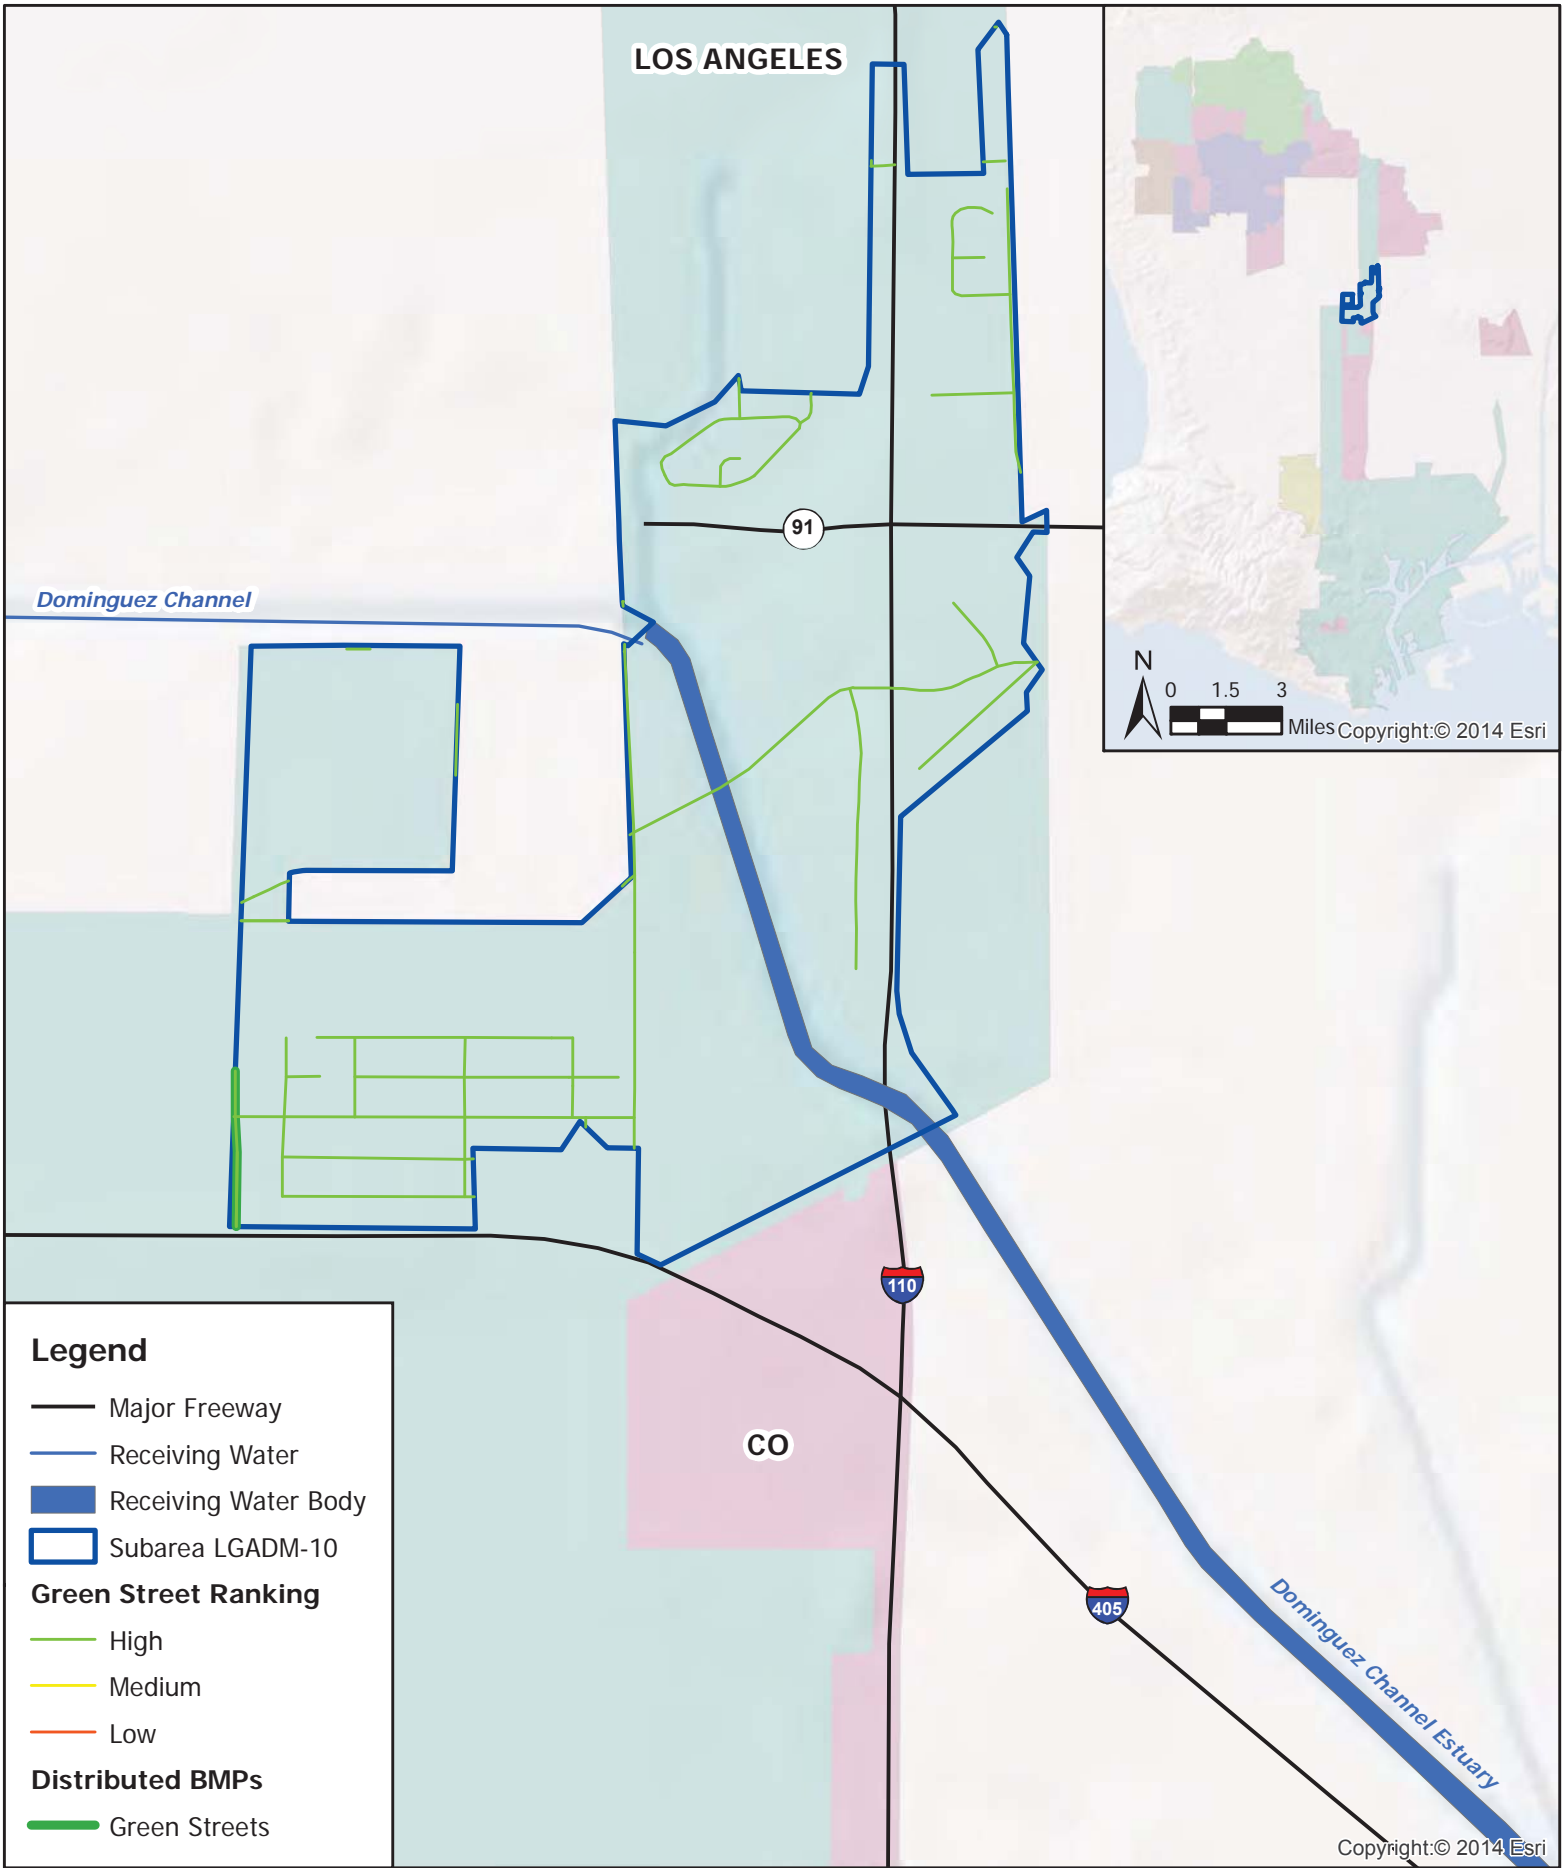 LOS ANGELES
91
Dominguez Channel
N
0 1.5 3
Miles
Copyright:© 2014 Esri
110
CO
405
Dominguez Channel Estuary
Legend
Major Freeway
Receiving Water
Receiving Water Body
Subarea LGADM-10
Green Street Ranking
High
Medium
Low
Distributed BMPs
Green Streets
Copyright:© 2014 Esri